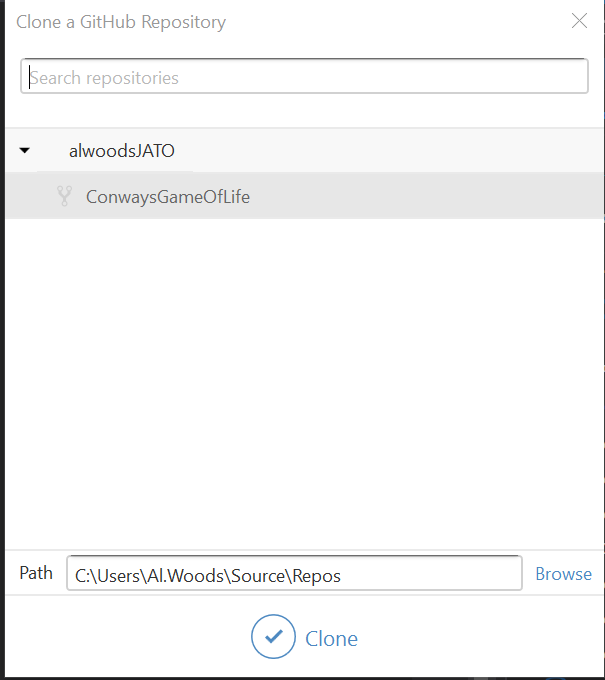 Clone a GitHub Repository
Search repositories
alwoodsJATO
ConwaysGameOfLife
Path C:\Users\Al.Woods\Source\Repos Browse
Clone